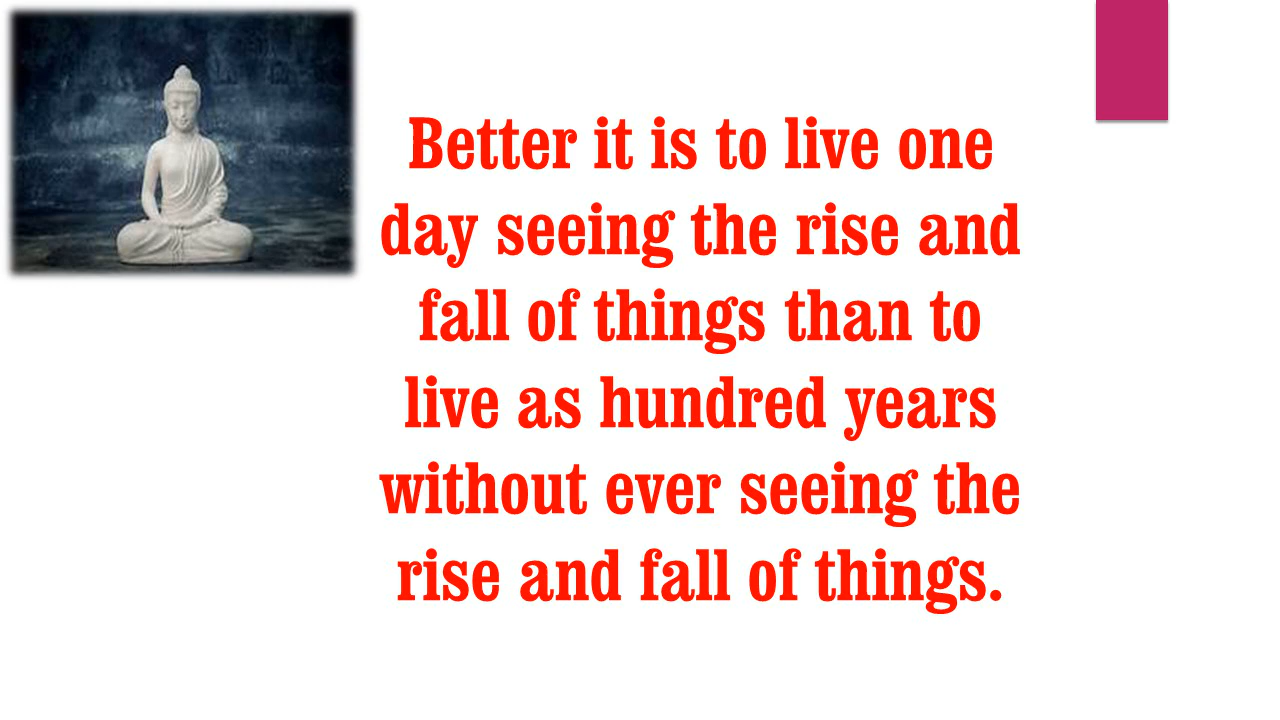 Better it is to live one
day seeing the rise and
fall of things than to
live as hundred years
without ever seeing the
rise and fall of things.